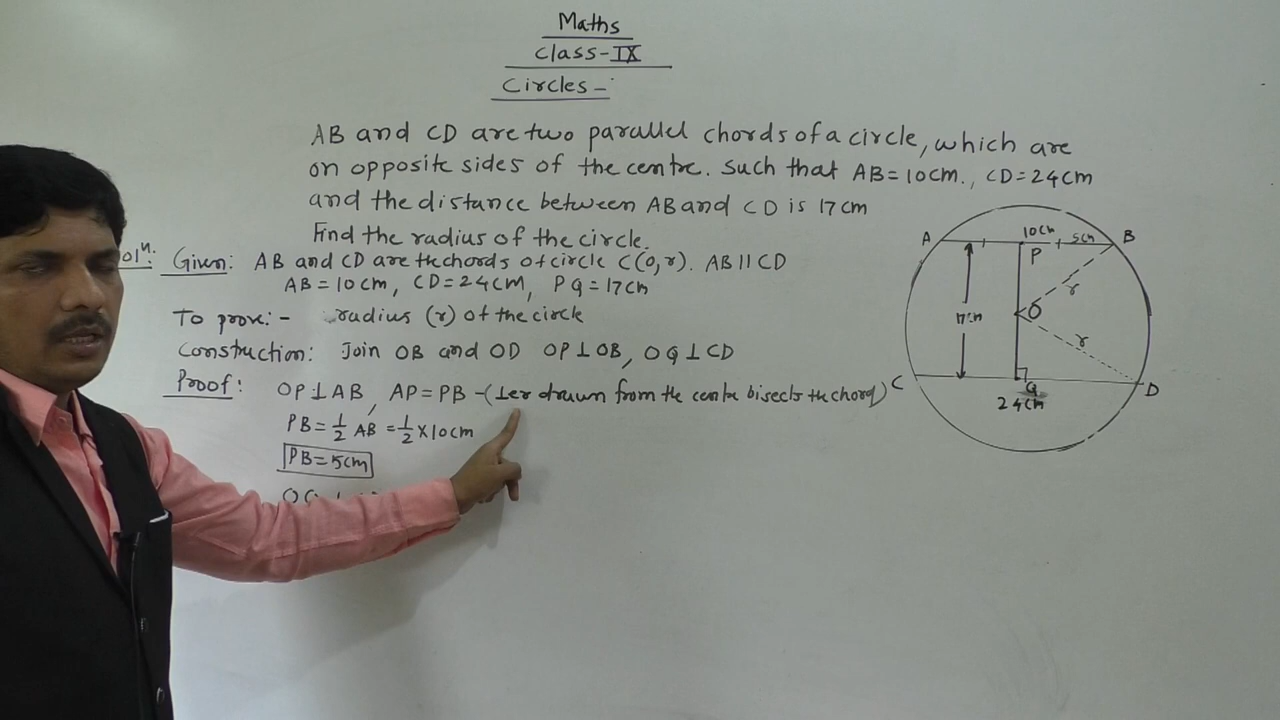 Maths
Class-IX
Circles -
AB and CD are two parallel chords of a circle, which are
on opposite sides of the centre. Such that AB=10cm., CD=24cm
and the distance between AB and CD is 17cm
Find the radius of the circle.
olⁿ: Given: AB and CD are the chords of circle C(O,r). AB||CD
AB=10cm, CD=24cm, PQ=17cm
To prove:- radius (r) of the circle
Construction: Join OB and OD OP⊥OB, OQ⊥CD
Proof: OP⊥AB, AP=PB -(⊥er drawn from the centre bisects the chord)
PB=1/2 AB =1/2 X10cm
PB=5cm
OQ ⊥
A 10cm 5cm B
P
r
17cm O
r
C Q D
24cm